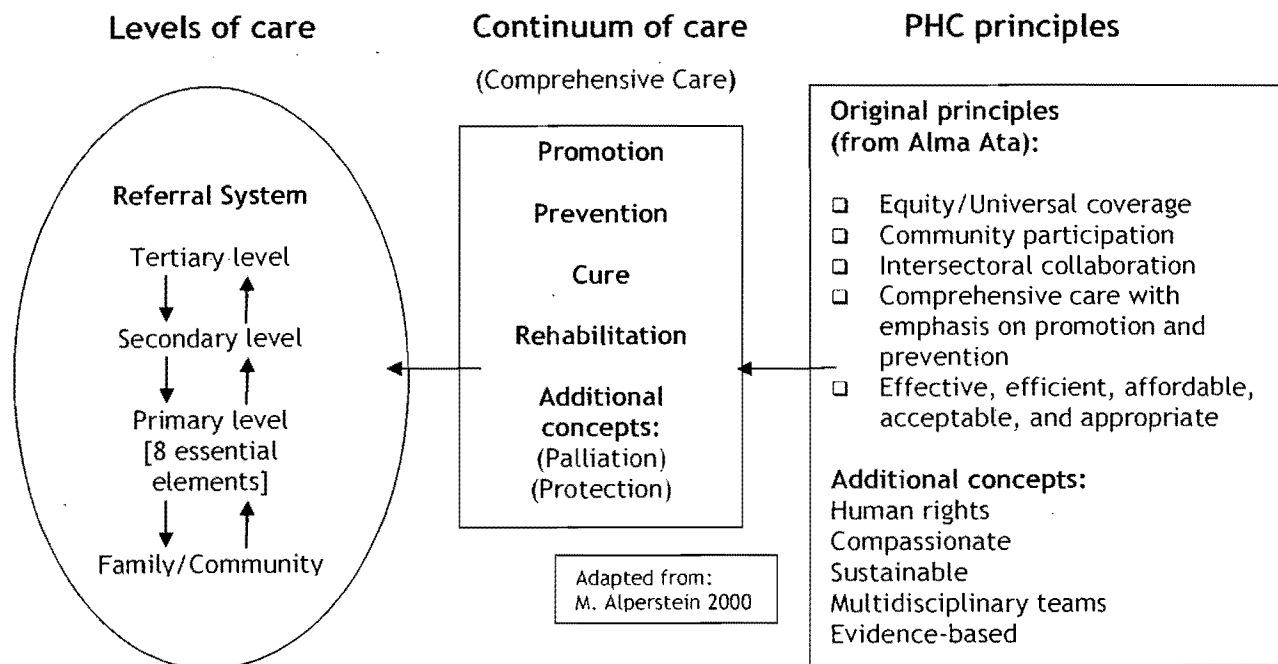 Levels of care
Referral System
Tertiary level
Secondary level
Primary level
[8 essential
elements]
Family/Community
Continuum of care
(Comprehensive Care)
Promotion
Prevention
Cure
Rehabilitation
Additional
concepts:
(Palliation)
(Protection)
Adapted from:
M. Alperstein 2000
PHC principles
Original principles
(from Alma Ata):
❑ Equity/Universal coverage
❑ Community participation
❑ Intersectoral collaboration
❑ Comprehensive care with
emphasis on promotion and
prevention
❑ Effective, efficient, affordable,
acceptable, and appropriate
Additional concepts:
Human rights
Compassionate
Sustainable
Multidisciplinary teams
Evidence-based